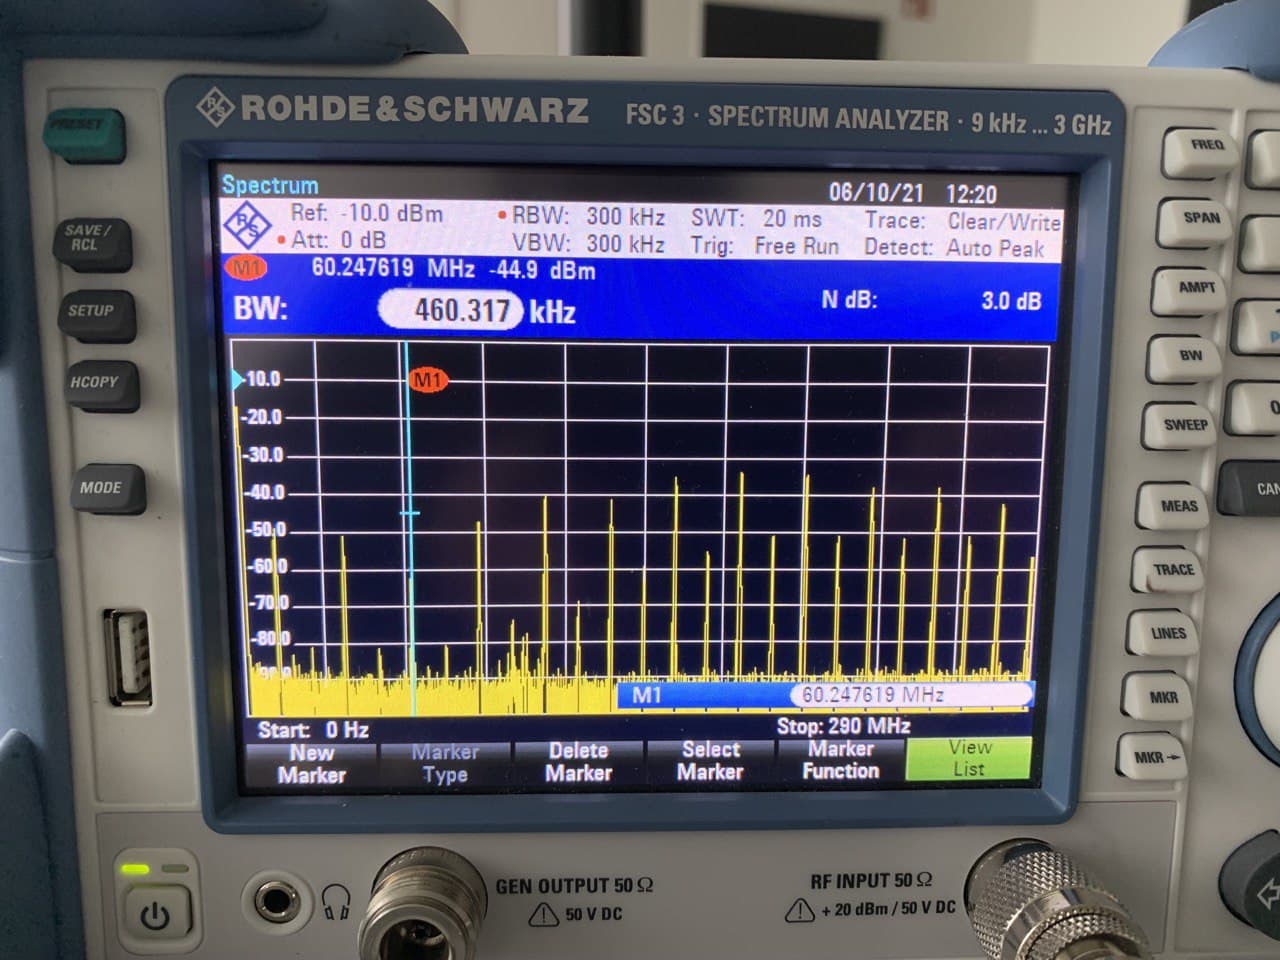 ROHDE&SCHWARZ FSC 3 · SPECTRUM ANALYZER · 9 kHz ... 3 GHz
PRESET
SAVE /
RCL
SETUP
HCOPY
MODE
Spectrum 06/10/21 12:20
Ref: -10.0 dBm • RBW: 300 kHz SWT: 20 ms Trace: Clear/Write
• Att: 0 dB VBW: 300 kHz Trig: Free Run Detect: Auto Peak
M1 60.247619 MHz -44.9 dBm
BW: 460.317 kHz N dB: 3.0 dB
M1
-10.0
-20.0
-30.0
-40.0
-50.0
-60.0
-70.0
-80.0
M1 60.247619 MHz
Start: 0 Hz Stop: 290 MHz
New Marker
Marker Type
Delete Marker
Select Marker
Marker Function
View List
FREQ
SPAN
AMPT
BW
SWEEP
MEAS
TRACE
LINES
MKR
MKR→
GEN OUTPUT 50 Ω
50 V DC
RF INPUT 50 Ω
+ 20 dBm / 50 V DC